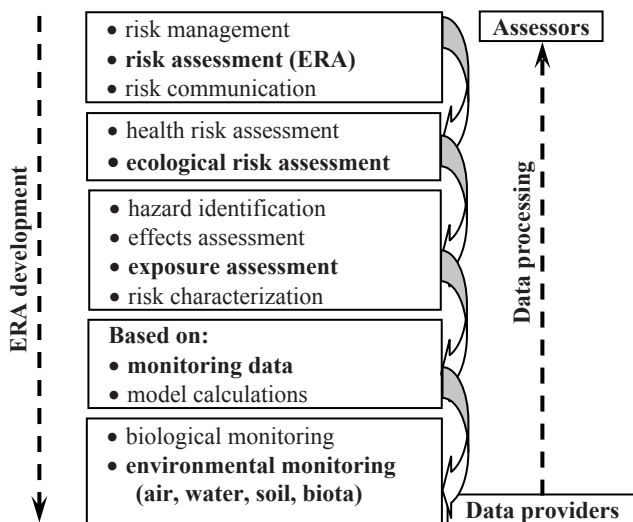 ERA development
• risk management
• risk assessment (ERA)
• risk communication
• health risk assessment
• ecological risk assessment
• hazard identification
• effects assessment
• exposure assessment
• risk characterization
Based on:
• monitoring data
• model calculations
• biological monitoring
• environmental monitoring
(air, water, soil, biota)
Assessors
Data processing
Data providers